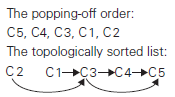 The popping-off order:
C5, C4, C3, C1, C2
The topologically sorted list:
C2 C1→C3→C4→C5